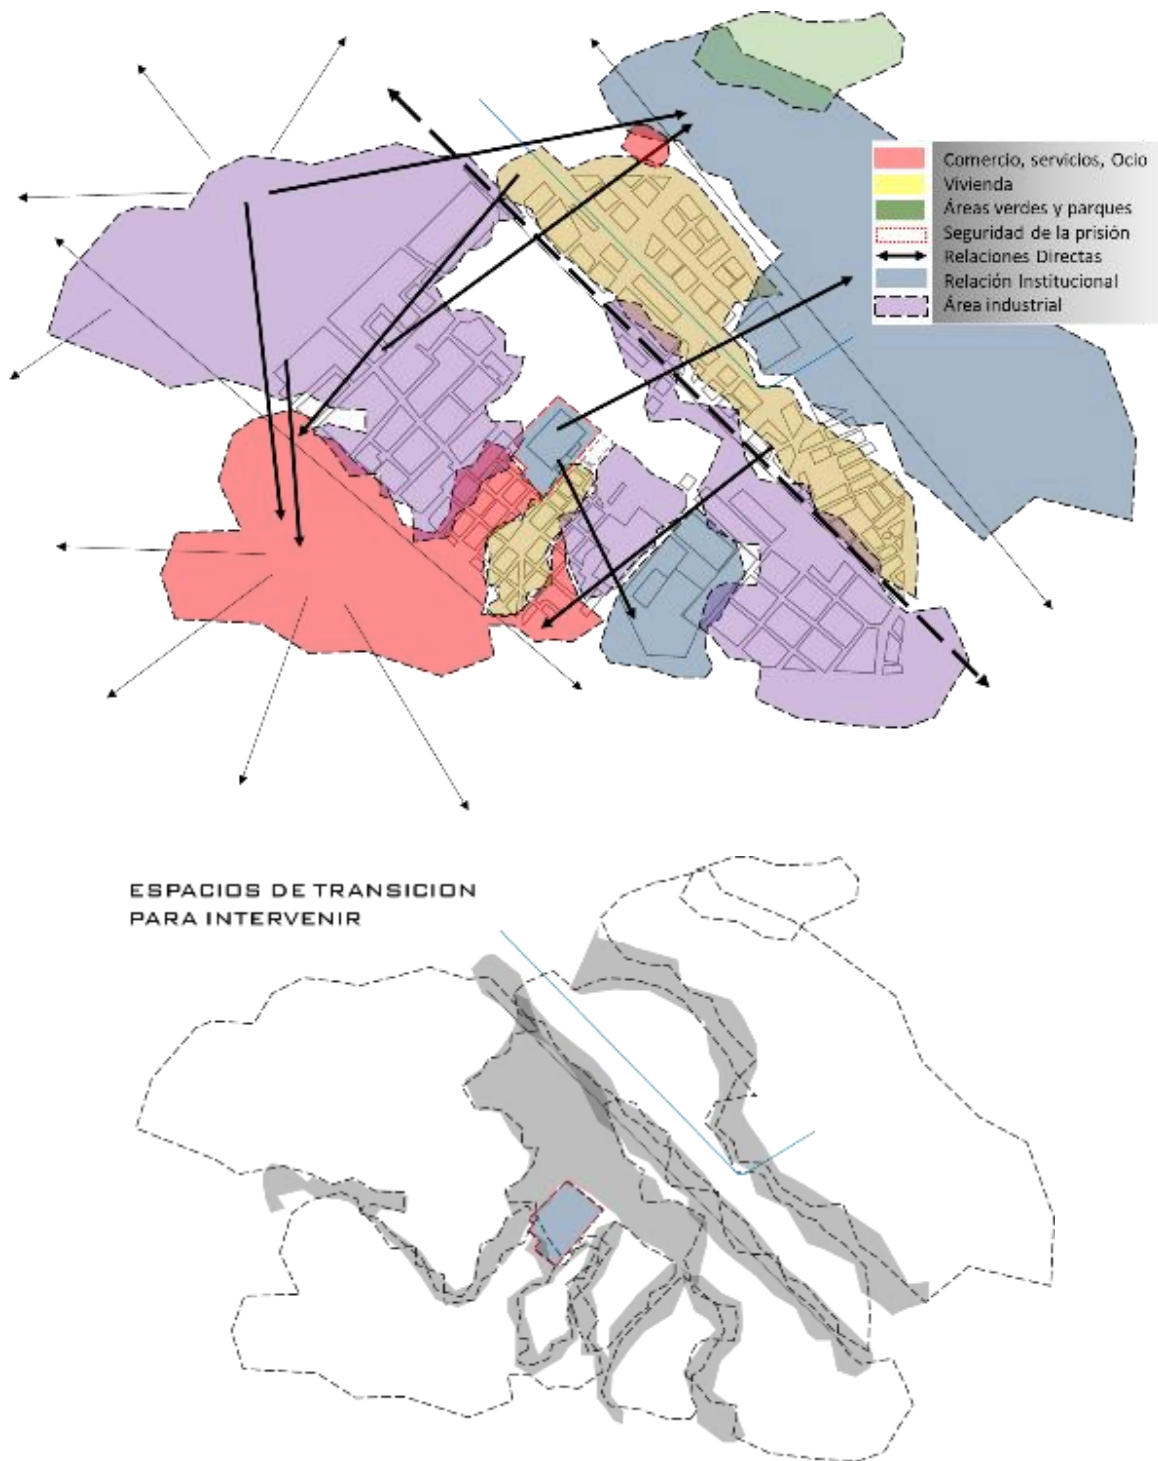 Comercio, servicios, Ocio
Vivienda
Áreas verdes y parques
Seguridad de la prisión
Relaciones Directas
Relación Institucional
Área industrial
ESPACIOS DE TRANSICION
PARA INTERVENIR